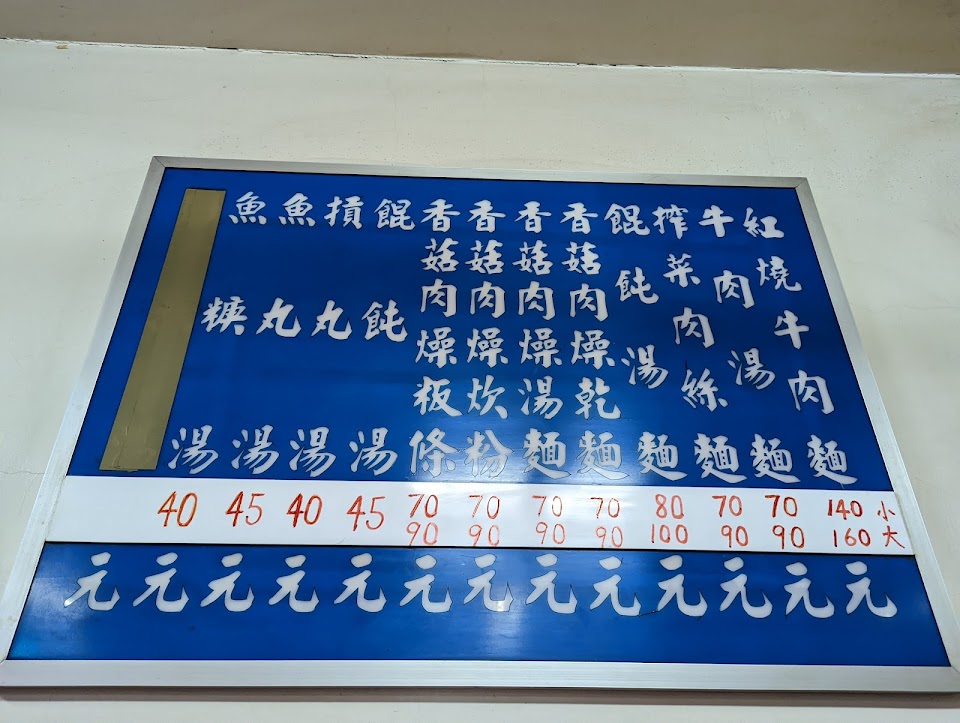 小 大
紅燒牛肉麵 140 160 元
牛肉湯麵 70 90 元
榨菜肉絲麵 70 90 元
餛飩湯麵 80 100 元
香菇肉燥乾麵 70 90 元
香菇肉燥湯麵 70 90 元
香菇肉燥炊粉 70 90 元
香菇肉燥板條 70 90 元
餛飩湯 45 元
摃丸湯 40 元
魚丸湯 45 元
魚 湯 40 元
元